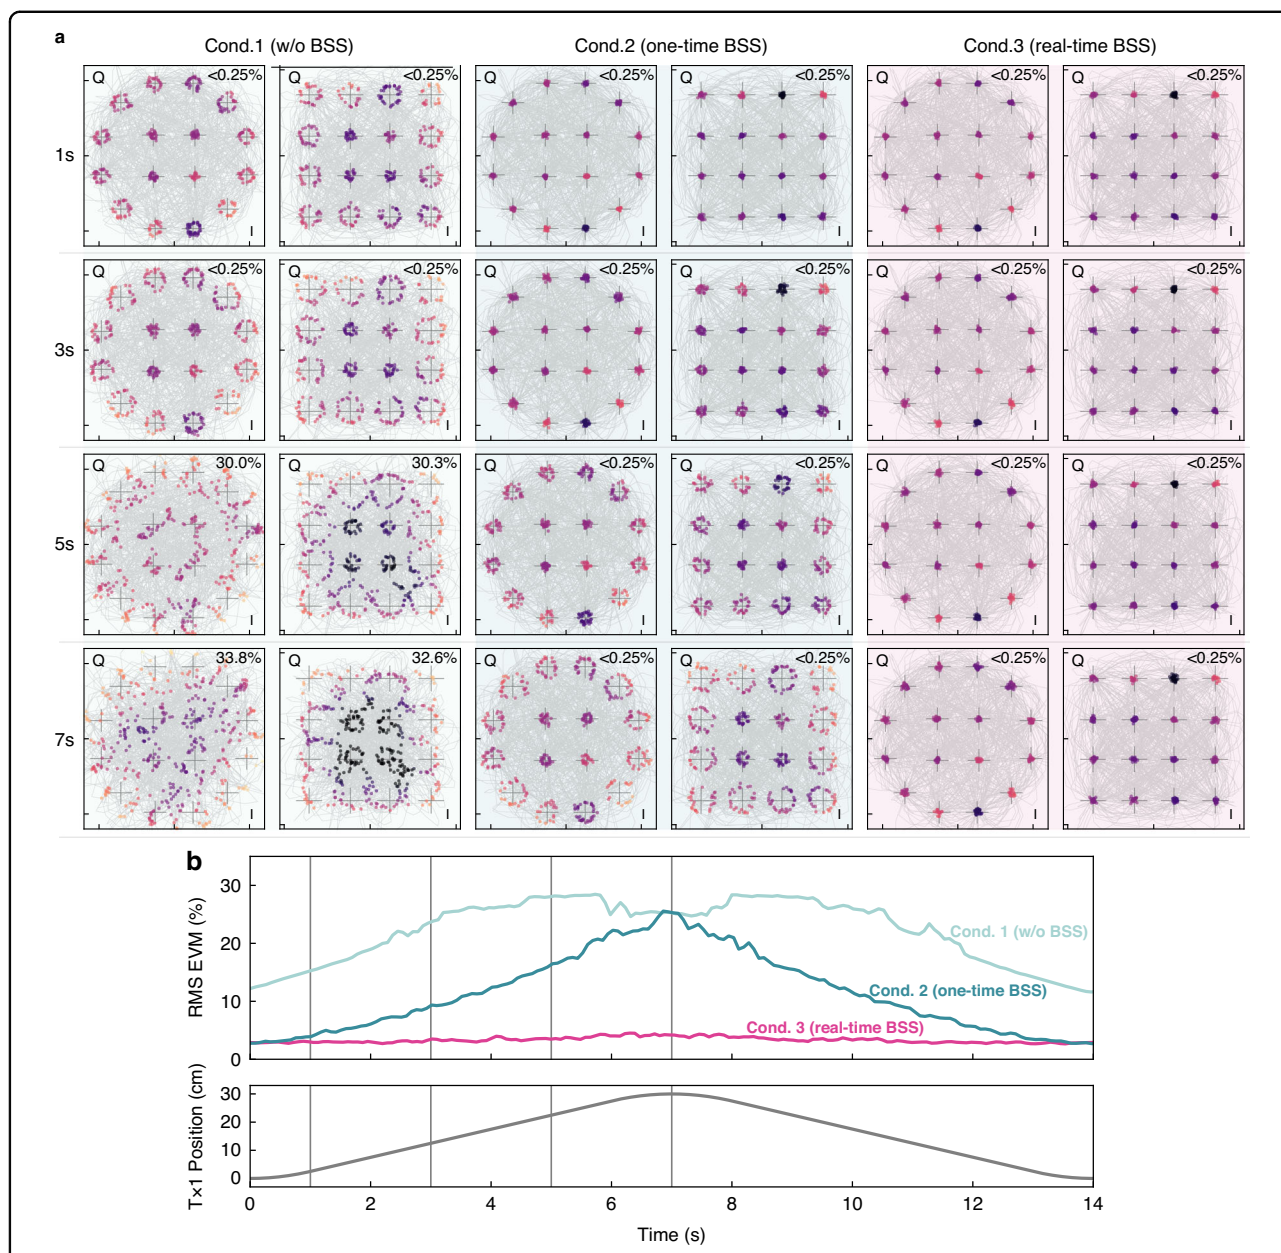 a
Cond.1 (w/o BSS) Cond.2 (one-time BSS) Cond.3 (real-time BSS)
1s
Q <0.25% I Q <0.25% I Q <0.25% I Q <0.25% I Q <0.25% I Q <0.25% I
3s
Q <0.25% I Q <0.25% I Q <0.25% I Q <0.25% I Q <0.25% I Q <0.25% I
5s
Q 30.0% I Q 30.3% I Q <0.25% I Q <0.25% I Q <0.25% I Q <0.25% I
7s
Q 33.8% I Q 32.6% I Q <0.25% I Q <0.25% I Q <0.25% I Q <0.25% I
b
RMS EVM (%)
30
20
10
0
Cond. 1 (w/o BSS)
Cond. 2 (one-time BSS)
Cond. 3 (real-time BSS)
T×1 Position (cm)
30
20
10
0
0 2 4 6 8 10 12 14
Time (s)